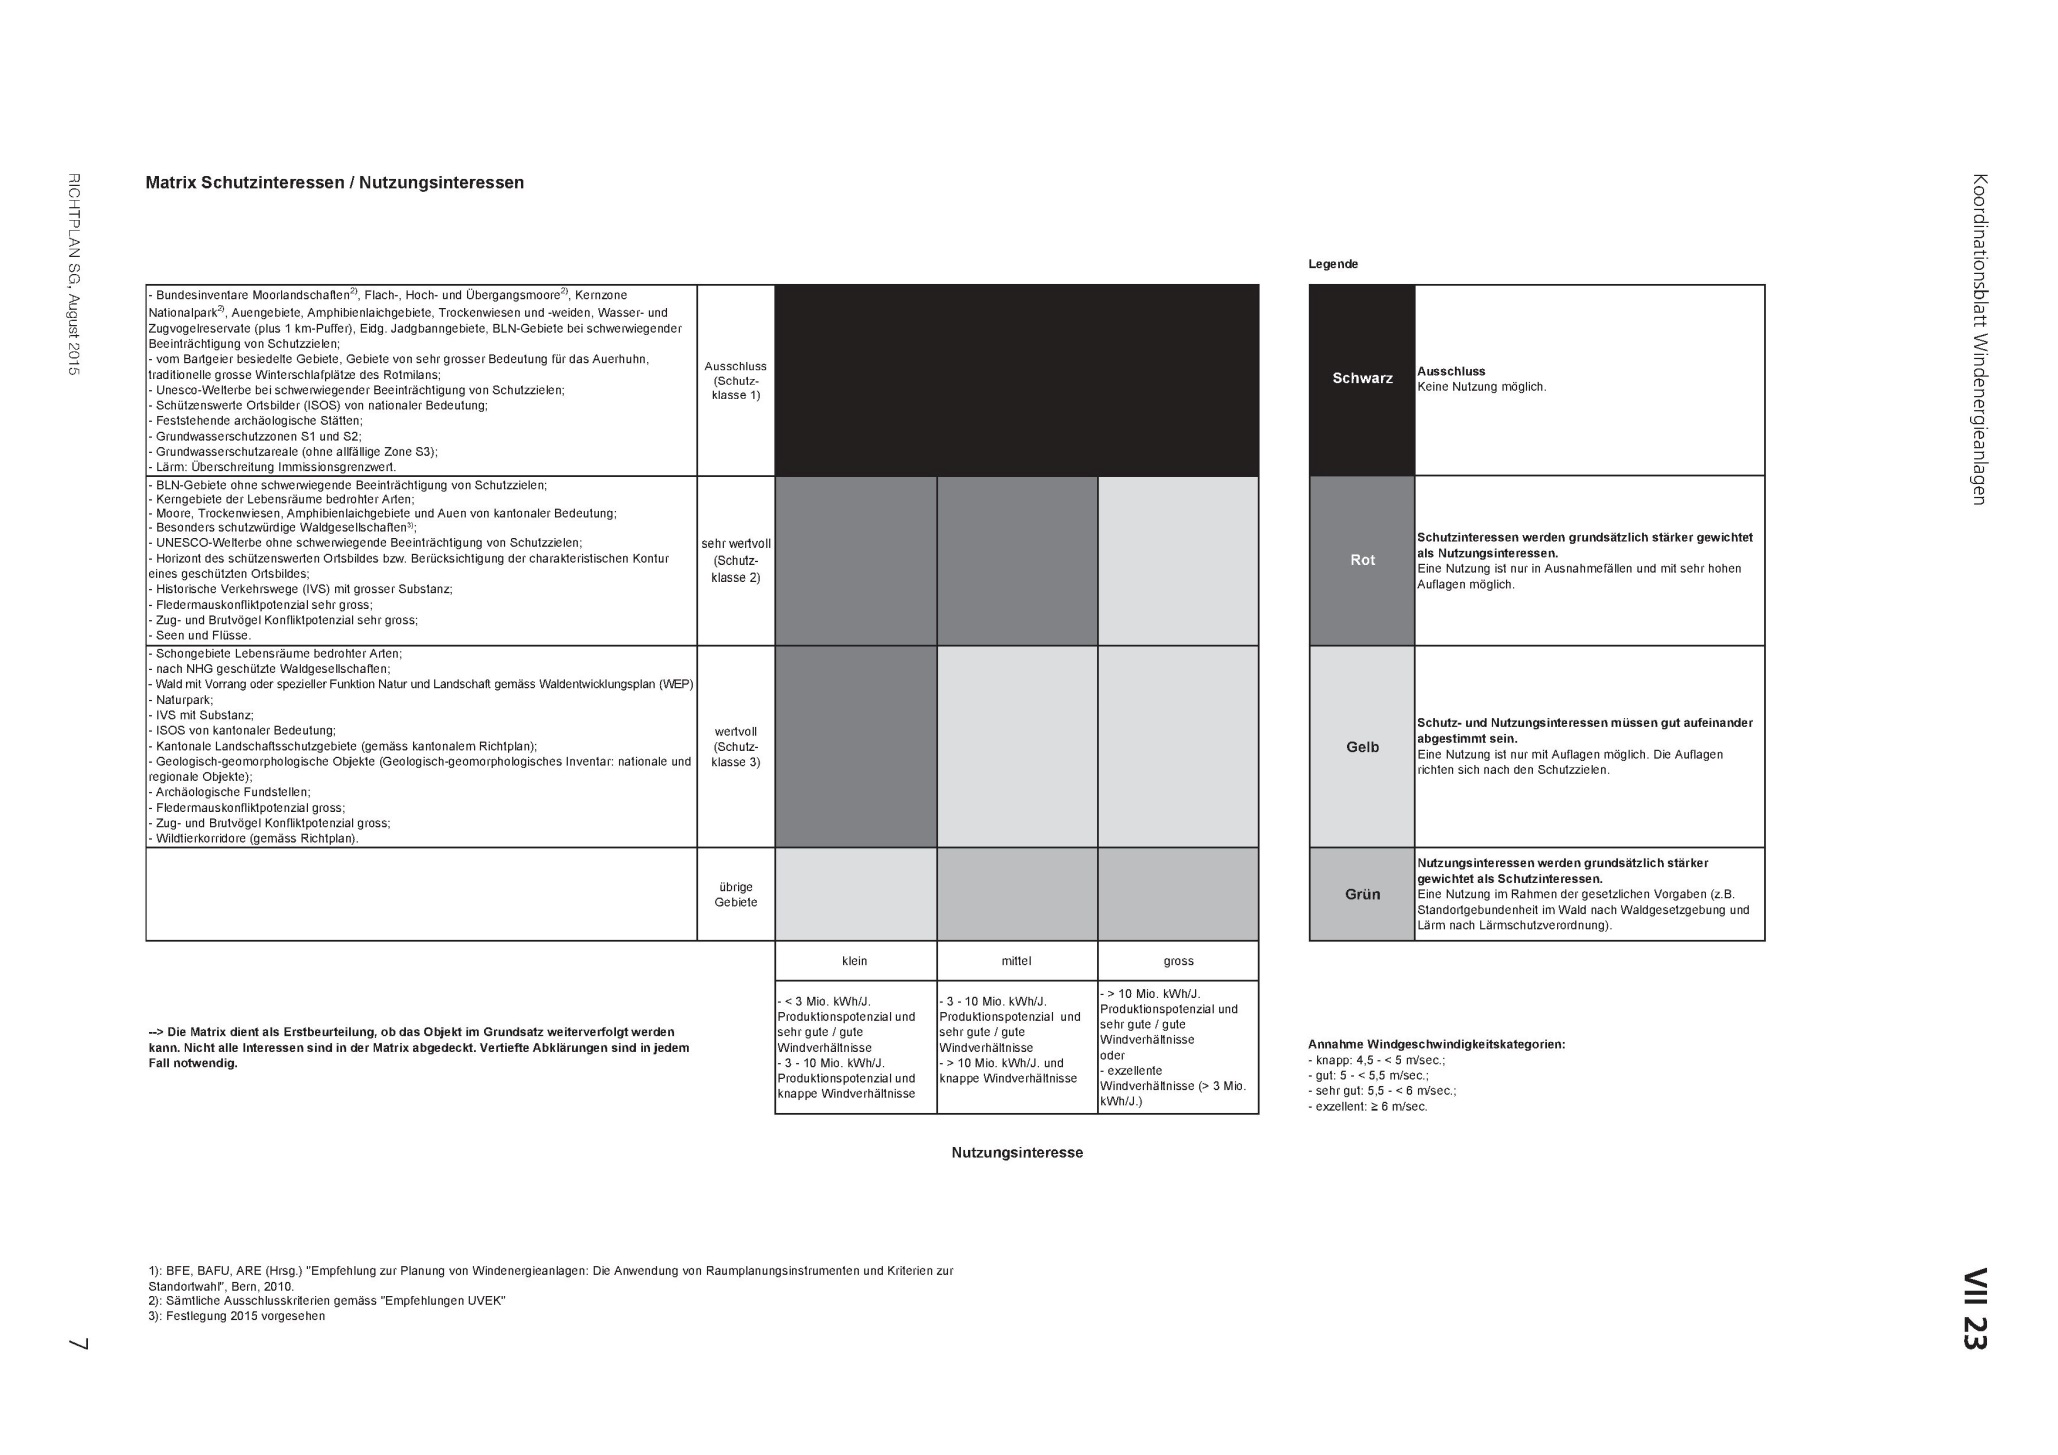 Koordinationsblatt Windenergieanlagen
VII 23
RICHTPLAN SG, August 2015
7
Matrix Schutzinteressen / Nutzungsinteressen
- Bundesinventare Moorlandschaften2), Flach-, Hoch- und Übergangsmoore2), Kernzone
Nationalpark2), Auengebiete, Amphibienlaichgebiete, Trockenwiesen und -weiden, Wasser- und
Zugvogelreservate (plus 1 km-Puffer), Eidg. Jadgbanngebiete, BLN-Gebiete bei schwerwiegender
Beeinträchtigung von Schutzzielen;
- vom Bartgeier besiedelte Gebiete, Gebiete von sehr grosser Bedeutung für das Auerhuhn,
traditionelle grosse Winterschlafplätze des Rotmilans;
- Unesco-Welterbe bei schwerwiegender Beeinträchtigung von Schutzzielen;
- Schützenswerte Ortsbilder (ISOS) von nationaler Bedeutung;
- Feststehende archäologische Stätten;
- Grundwasserschutzzonen S1 und S2;
- Grundwasserschutzareale (ohne allfällige Zone S3);
- Lärm: Überschreitung Immissionsgrenzwert.
Ausschluss
(Schutz-
klasse 1)
- BLN-Gebiete ohne schwerwiegende Beeinträchtigung von Schutzzielen;
- Kerngebiete der Lebensräume bedrohter Arten;
- Moore, Trockenwiesen, Amphibienlaichgebiete und Auen von kantonaler Bedeutung;
- Besonders schutzwürdige Waldgesellschaften3);
- UNESCO-Welterbe ohne schwerwiegende Beeinträchtigung von Schutzzielen;
- Horizont des schützenswerten Ortsbildes bzw. Berücksichtigung der charakteristischen Kontur
eines geschützten Ortsbildes;
- Historische Verkehrswege (IVS) mit grosser Substanz;
- Fledermauskonfliktpotenzial sehr gross;
- Zug- und Brutvögel Konfliktpotenzial sehr gross;
- Seen und Flüsse.
sehr wertvoll
(Schutz-
klasse 2)
- Schongebiete Lebensräume bedrohter Arten;
- nach NHG geschützte Waldgesellschaften;
- Wald mit Vorrang oder spezieller Funktion Natur und Landschaft gemäss Waldentwicklungsplan (WEP)
- Naturpark;
- IVS mit Substanz;
- ISOS von kantonaler Bedeutung;
- Kantonale Landschaftsschutzgebiete (gemäss kantonalem Richtplan);
- Geologisch-geomorphologische Objekte (Geologisch-geomorphologisches Inventar: nationale und
regionale Objekte);
- Archäologische Fundstellen;
- Fledermauskonfliktpotenzial gross;
- Zug- und Brutvögel Konfliktpotenzial gross;
- Wildtierkorridore (gemäss Richtplan).
wertvoll
(Schutz-
klasse 3)
übrige
Gebiete
klein
mittel
gross
- < 3 Mio. kWh/J.
Produktionspotenzial und
sehr gute / gute
Windverhältnisse
- 3 - 10 Mio. kWh/J.
Produktionspotenzial und
knappe Windverhältnisse
- 3 - 10 Mio. kWh/J.
Produktionspotenzial und
sehr gute / gute
Windverhältnisse
- > 10 Mio. kWh/J. und
knappe Windverhältnisse
- > 10 Mio. kWh/J.
Produktionspotenzial und
sehr gute / gute
Windverhältnisse
oder
- exzellente
Windverhältnisse (> 3 Mio.
kWh/J.)
Nutzungsinteresse
--> Die Matrix dient als Erstbeurteilung, ob das Objekt im Grundsatz weiterverfolgt werden
kann. Nicht alle Interessen sind in der Matrix abgedeckt. Vertiefte Abklärungen sind in jedem
Fall notwendig.
Legende
Schwarz
Ausschluss
Keine Nutzung möglich.
Rot
Schutzinteressen werden grundsätzlich stärker gewichtet
als Nutzungsinteressen.
Eine Nutzung ist nur in Ausnahmefällen und mit sehr hohen
Auflagen möglich.
Gelb
Schutz- und Nutzungsinteressen müssen gut aufeinander
abgestimmt sein.
Eine Nutzung ist nur mit Auflagen möglich. Die Auflagen
richten sich nach den Schutzzielen.
Grün
Nutzungsinteressen werden grundsätzlich stärker
gewichtet als Schutzinteressen.
Eine Nutzung im Rahmen der gesetzlichen Vorgaben (z.B.
Standortgebundenheit im Wald nach Waldgesetzgebung und
Lärm nach Lärmschutzverordnung).
Annahme Windgeschwindigkeitskategorien:
- knapp: 4,5 - < 5 m/sec.;
- gut: 5 - < 5,5 m/sec.;
- sehr gut: 5,5 - < 6 m/sec.;
- exzellent: ≥ 6 m/sec.
1): BFE, BAFU, ARE (Hrsg.) "Empfehlung zur Planung von Windenergieanlagen: Die Anwendung von Raumplanungsinstrumenten und Kriterien zur
Standortwahl", Bern, 2010.
2): Sämtliche Ausschlusskriterien gemäss "Empfehlungen UVEK"
3): Festlegung 2015 vorgesehen